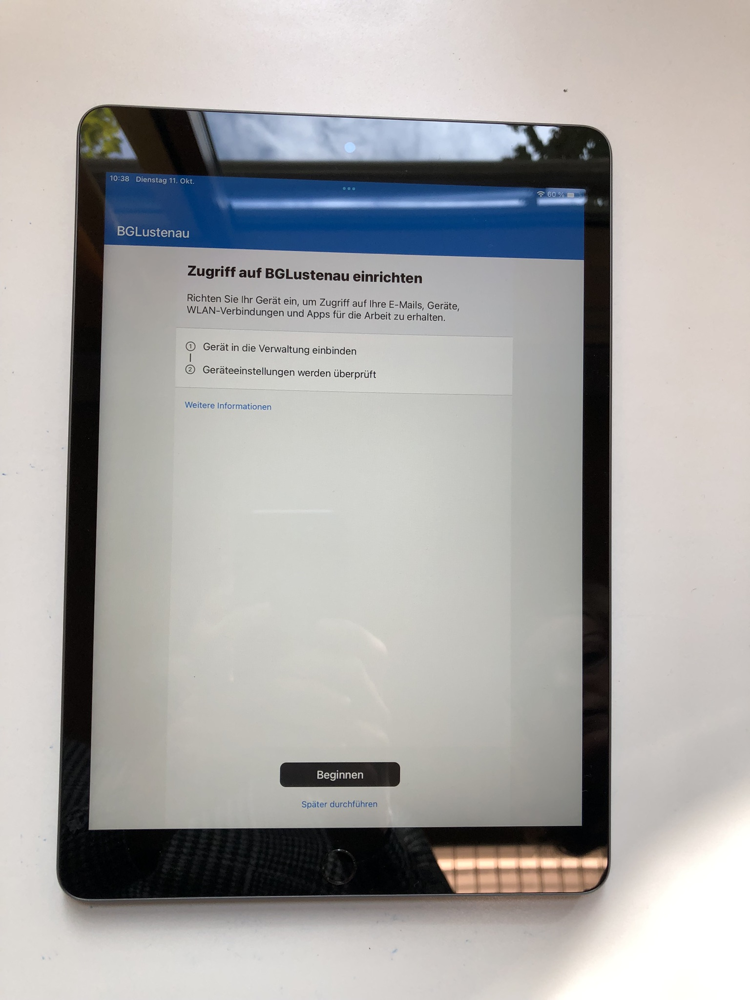 10:38 Dienstag 11. Okt.
60 %
BGLustenau
Zugriff auf BGLustenau einrichten
Richten Sie Ihr Gerät ein, um Zugriff auf Ihre E-Mails, Geräte,
WLAN-Verbindungen und Apps für die Arbeit zu erhalten.
1 Gerät in die Verwaltung einbinden
2 Geräteeinstellungen werden überprüft
Weitere Informationen
Beginnen
Später durchführen